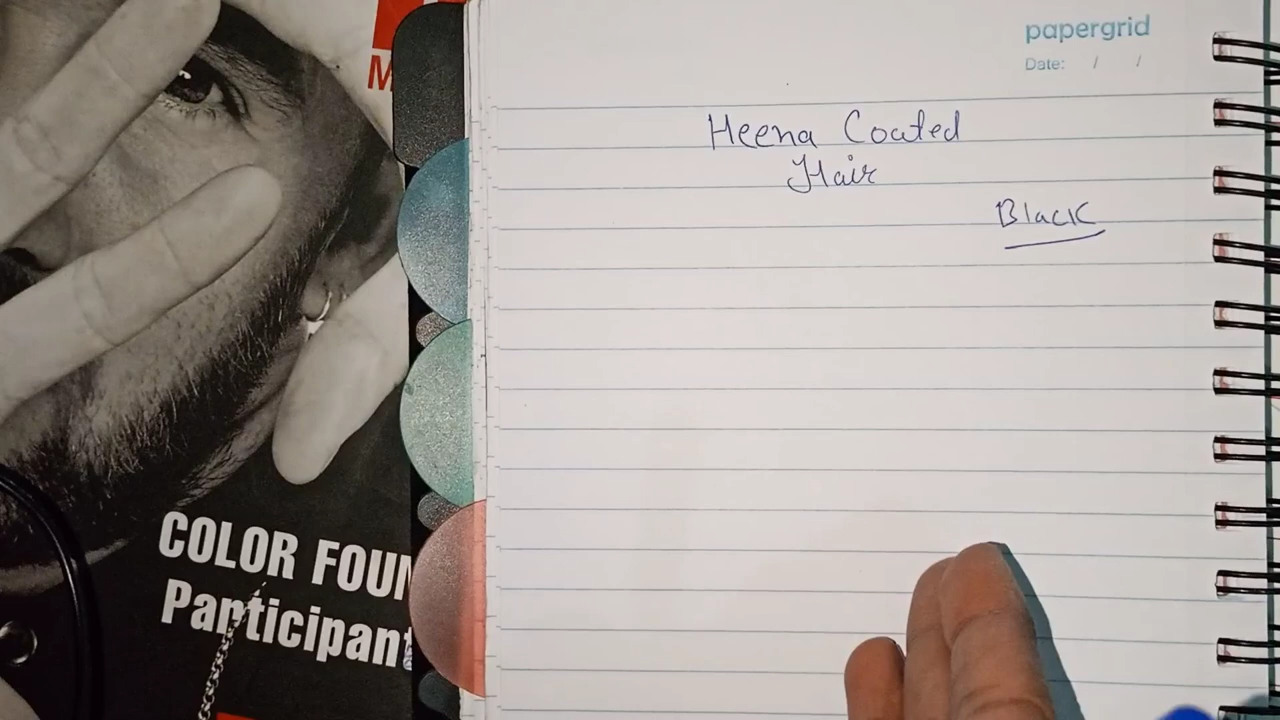 M
COLOR FOUN
Participant
papergrid
Date: / /
Heena Coated
Hair
Black